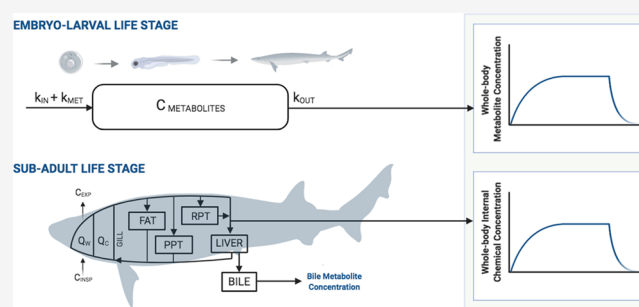 EMBRYO-LARVAL LIFE STAGE
kIN + kMET
C METABOLITES
kOUT
Whole-body
Metabolite Concentration
SUB-ADULT LIFE STAGE
CEXP
QW
QC
GILL
CINSP
FAT
PPT
RPT
LIVER
BILE
Bile Metabolite
Concentration
Whole-body Internal
Chemical Concentration